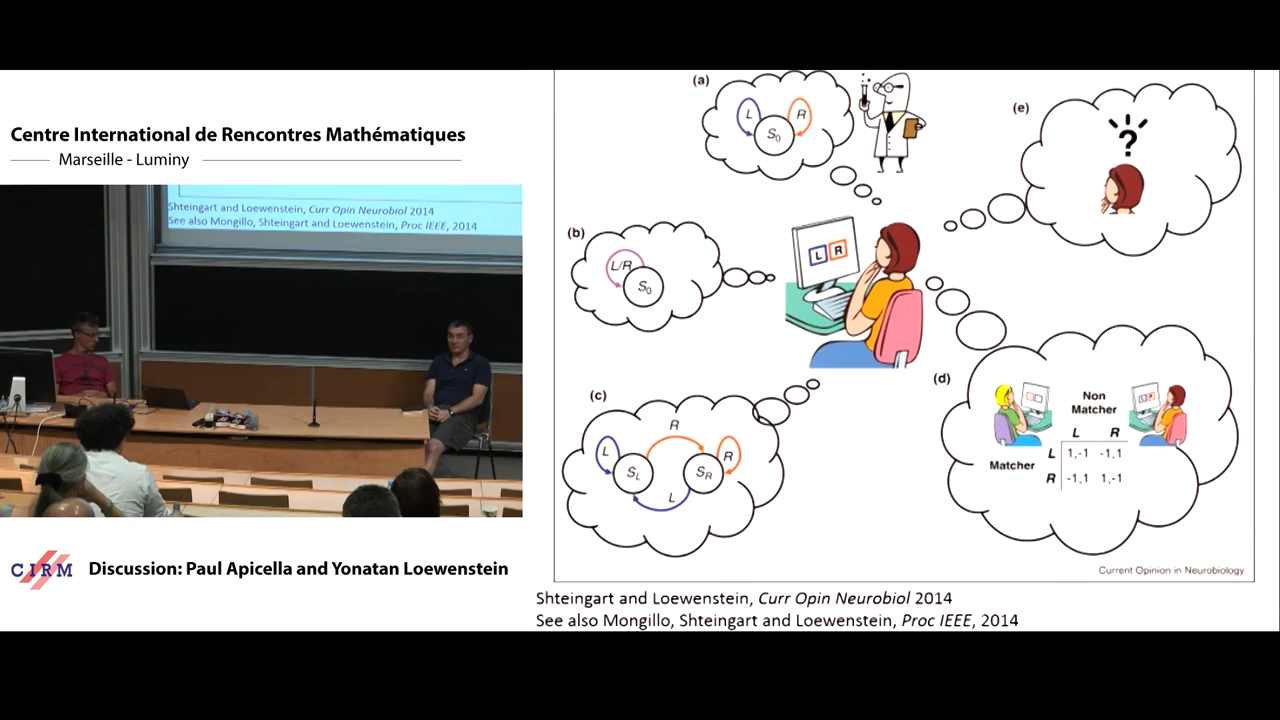 Centre International de Rencontres Mathématiques
Marseille - Luminy
Shteingart and Loewenstein, Curr Opin Neurobiol 2014
See also Mongillo, Shteingart and Loewenstein, Proc IEEE, 2014
CIRM
Discussion: Paul Apicella and Yonatan Loewenstein
(a)
L
R
S0
(b)
L/R
S0
(c)
R
L
SL
SR
R
L
L R
(e)
?
(d)
Non
Matcher
L R
Matcher
L 1,-1 -1,1
R -1,1 1,-1
Current Opinion in Neurobiology
Shteingart and Loewenstein, Curr Opin Neurobiol 2014
See also Mongillo, Shteingart and Loewenstein, Proc IEEE, 2014